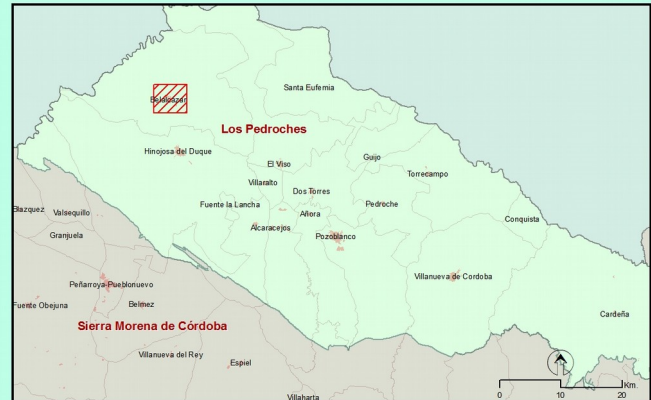 Santa Eufemia
Belalcazar
Los Pedroches
Hinojosa del Duque
El Viso
Guijo
Torrecampo
Villaralto
Dos Torres
Fuente la Lancha
Pedroche
Blazquez
Valsequillo
Añora
Conquista
Alcaracejos
Granjuela
Pozoblanco
Villanueva de Cordoba
Peñarroya-Pueblonuevo
Fuente Obejuna
Belmez
Cardeña
Sierra Morena de Córdoba
Villanueva del Rey
Espiel
Villaharta
0 10 20 Km.